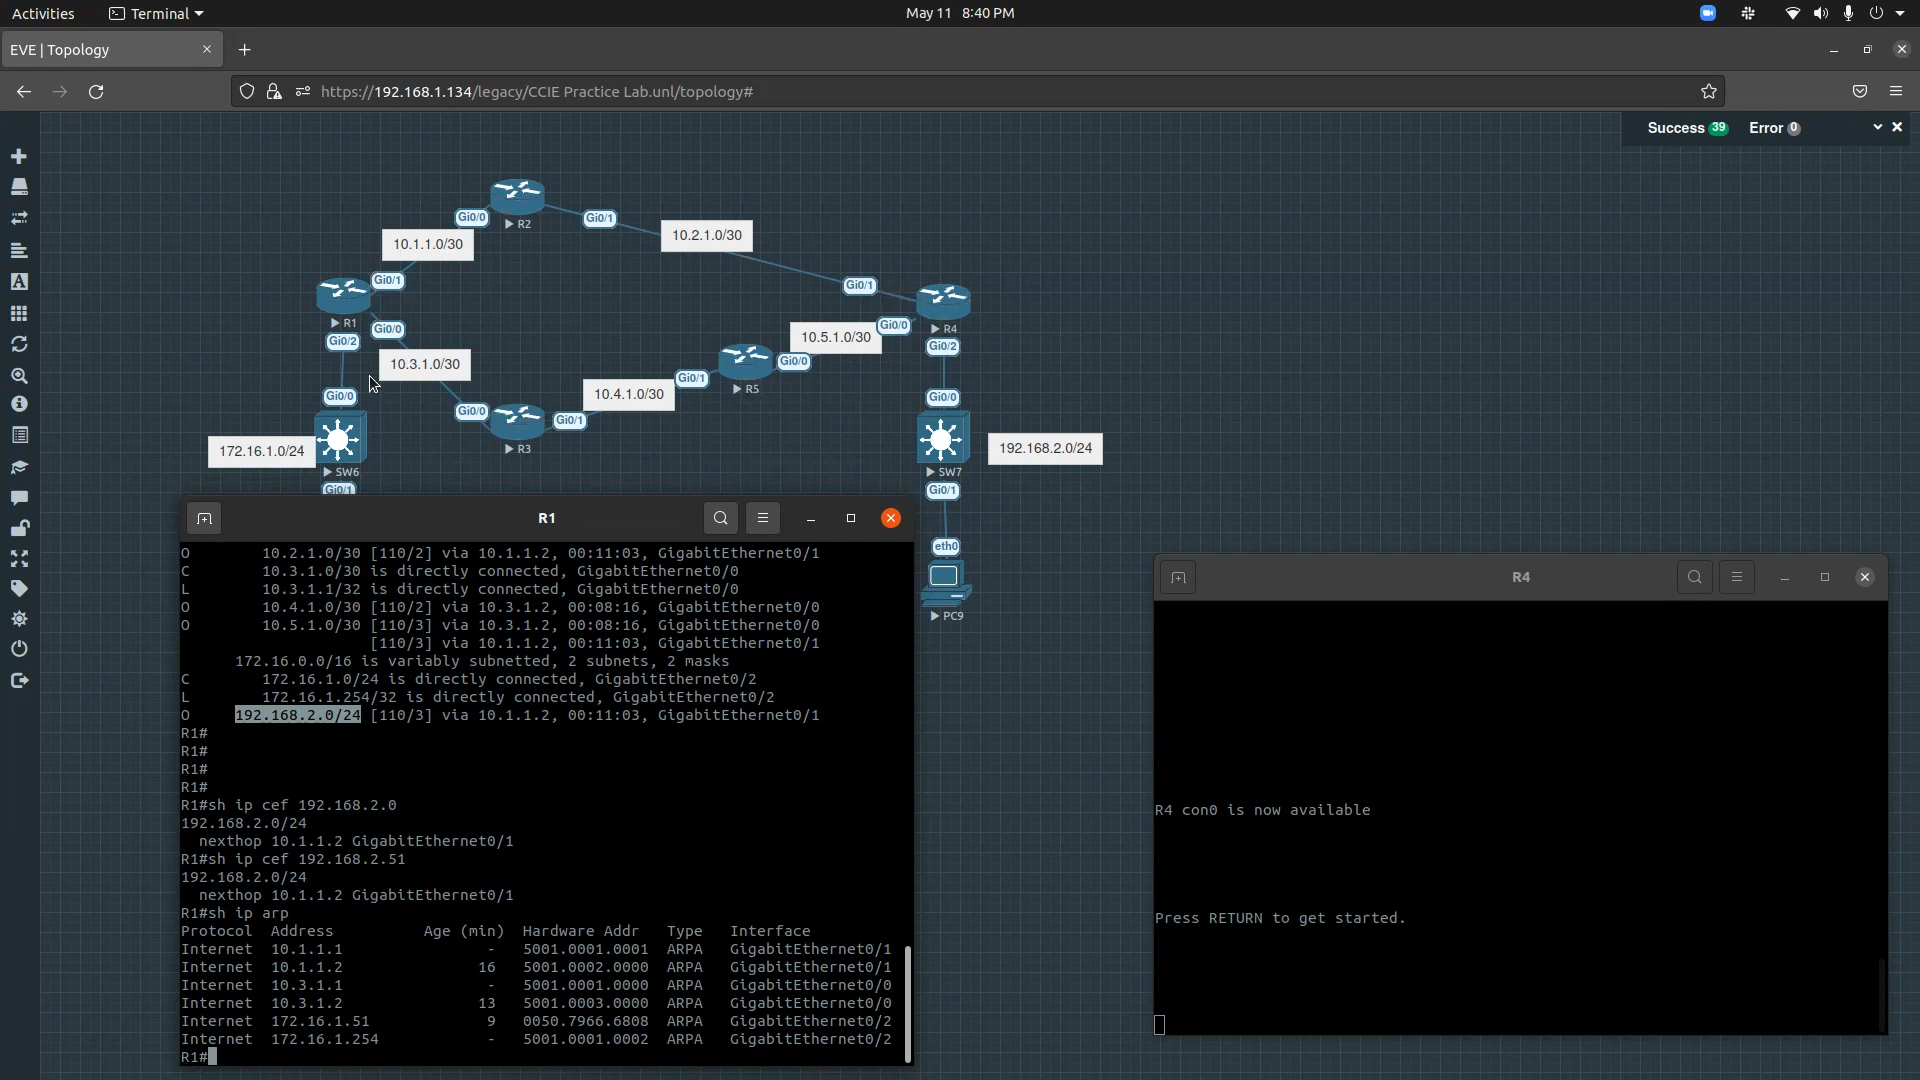 Activities
Terminal
May 11 8:40 PM
EVE | Topology
https://192.168.1.134/legacy/CCIE Practice Lab.unl/topology#
Success 39 Error 0
R2
Gi0/0
Gi0/1
10.1.1.0/30
10.2.1.0/30
Gi0/1
Gi0/1
R1
Gi0/0
Gi0/2
10.3.1.0/30
Gi0/0
R4
Gi0/2
10.5.1.0/30
Gi0/0
R5
Gi0/1
10.4.1.0/30
Gi0/0
Gi0/1
R3
Gi0/0
Gi0/0
172.16.1.0/24
SW6
Gi0/1
192.168.2.0/24
SW7
Gi0/1
eth0
PC9
R1
O 10.2.1.0/30 [110/2] via 10.1.1.2, 00:11:03, GigabitEthernet0/1
C 10.3.1.0/30 is directly connected, GigabitEthernet0/0
L 10.3.1.1/32 is directly connected, GigabitEthernet0/0
O 10.4.1.0/30 [110/2] via 10.3.1.2, 00:08:16, GigabitEthernet0/0
O 10.5.1.0/30 [110/3] via 10.3.1.2, 00:08:16, GigabitEthernet0/0
[110/3] via 10.1.1.2, 00:11:03, GigabitEthernet0/1
172.16.0.0/16 is variably subnetted, 2 subnets, 2 masks
C 172.16.1.0/24 is directly connected, GigabitEthernet0/2
L 172.16.1.254/32 is directly connected, GigabitEthernet0/2
O 192.168.2.0/24 [110/3] via 10.1.1.2, 00:11:03, GigabitEthernet0/1
R1#
R1#
R1#
R1#
R1#sh ip cef 192.168.2.0
192.168.2.0/24
nexthop 10.1.1.2 GigabitEthernet0/1
R1#sh ip cef 192.168.2.51
192.168.2.0/24
nexthop 10.1.1.2 GigabitEthernet0/1
R1#sh ip arp
Protocol Address Age (min) Hardware Addr Type Interface
Internet 10.1.1.1 - 5001.0001.0001 ARPA GigabitEthernet0/1
Internet 10.1.1.2 16 5001.0002.0000 ARPA GigabitEthernet0/1
Internet 10.3.1.1 - 5001.0001.0000 ARPA GigabitEthernet0/0
Internet 10.3.1.2 13 5001.0003.0000 ARPA GigabitEthernet0/0
Internet 172.16.1.51 9 0050.7966.6808 ARPA GigabitEthernet0/2
Internet 172.16.1.254 - 5001.0001.0002 ARPA GigabitEthernet0/2
R1#
R4
R4 con0 is now available
Press RETURN to get started.